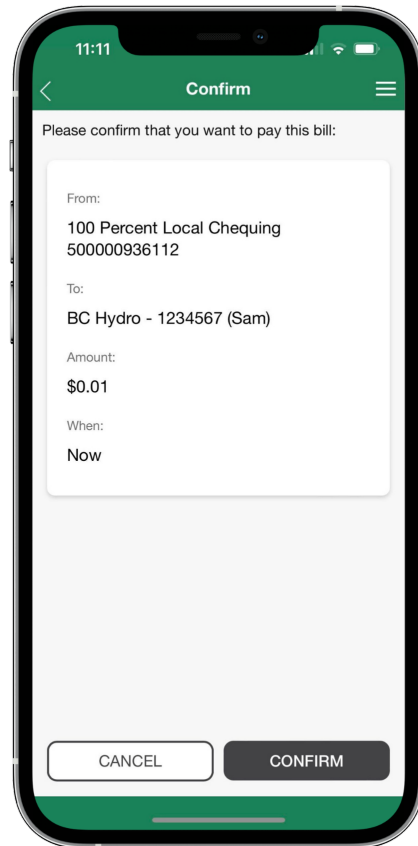 11:11
Confirm
Please confirm that you want to pay this bill:
From:
100 Percent Local Chequing
500000936112
To:
BC Hydro - 1234567 (Sam)
Amount:
$0.01
When:
Now
CANCEL
CONFIRM